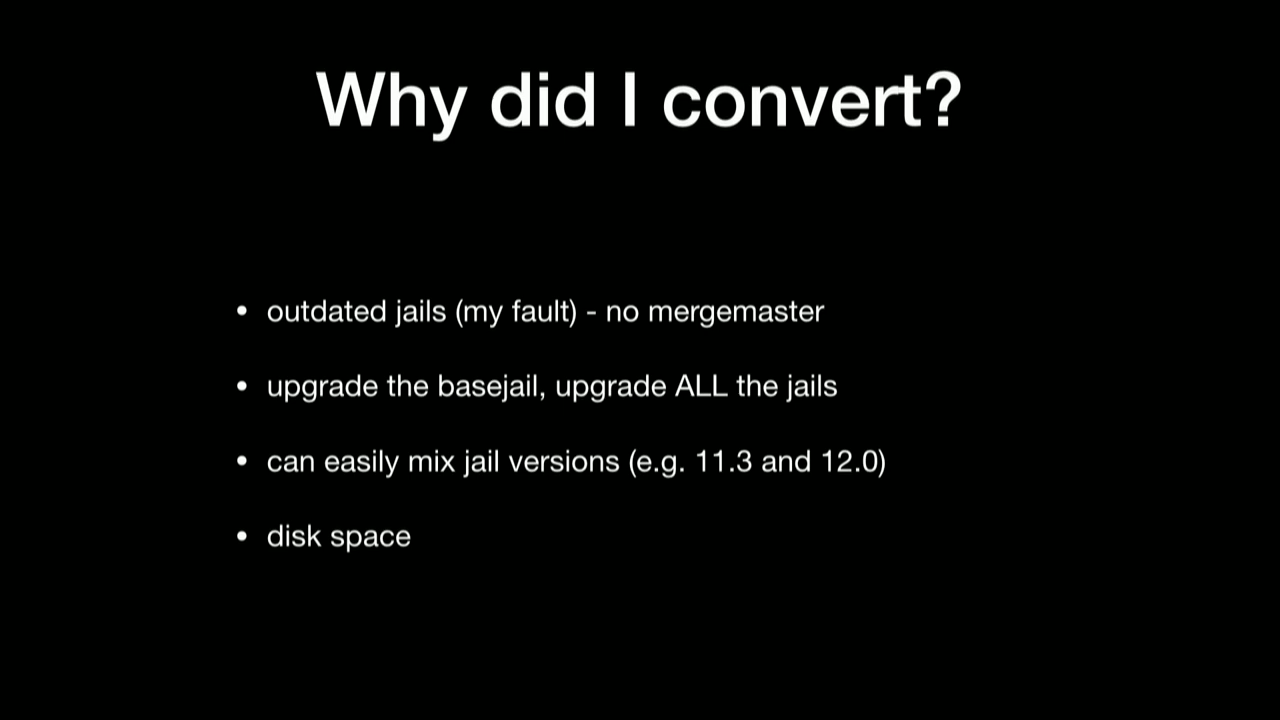 Why did I convert?
• outdated jails (my fault) - no mergemaster
• upgrade the basejail, upgrade ALL the jails
• can easily mix jail versions (e.g. 11.3 and 12.0)
• disk space